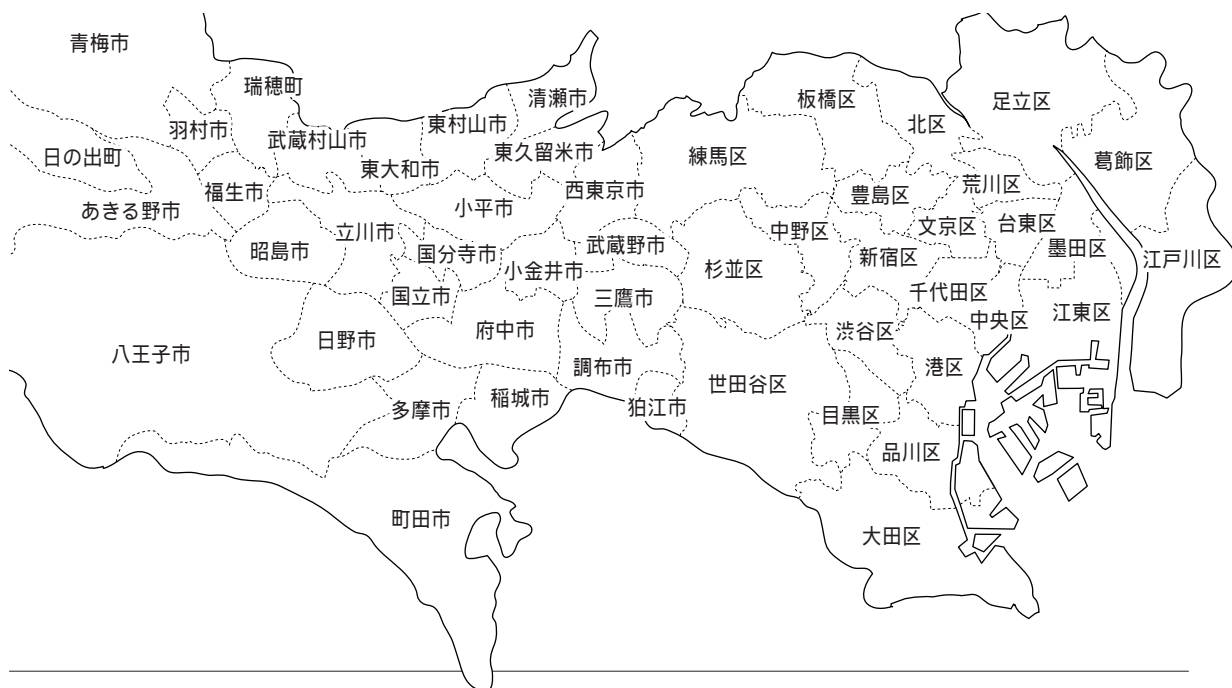 青梅市
瑞穂町
清瀬市
板橋区
足立区
羽村市
武蔵村山市
東村山市
北区
日の出町
東大和市
東久留米市
練馬区
葛飾区
福生市
西東京市
豊島区
荒川区
あきる野市
小平市
文京区
台東区
昭島市
立川市
国分寺市
武蔵野市
中野区
墨田区
小金井市
杉並区
新宿区
江戸川区
国立市
三鷹市
千代田区
八王子市
日野市
府中市
渋谷区
中央区
江東区
調布市
港区
多摩市
稲城市
狛江市
世田谷区
目黒区
品川区
町田市
大田区